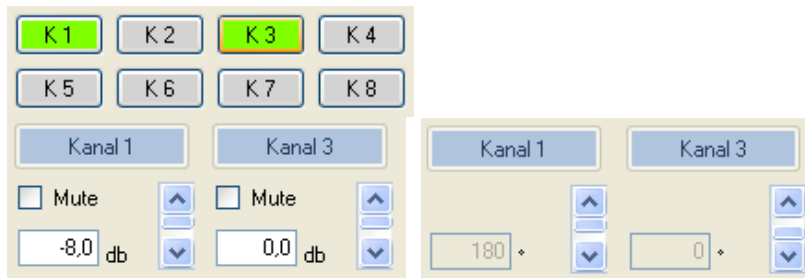 K 1 K 2 K 3 K 4
K 5 K 6 K 7 K 8
Kanal 1 Kanal 3 Kanal 1 Kanal 3
Mute Mute
-8,0 db 0,0 db 180 ° 0 °